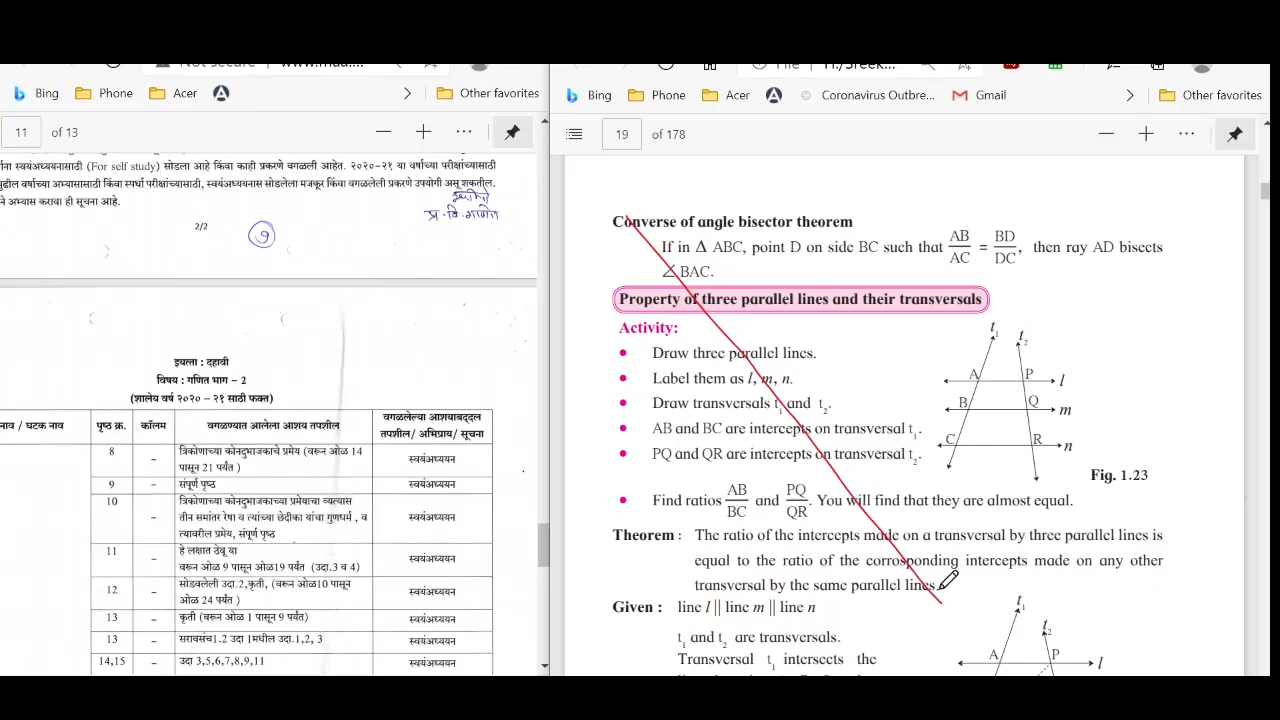 Bing Phone Acer Other favorites
11 of 13
र्ना स्वयंअध्ययनासाठी (For self study) सोडला आहे किंवा काही प्रकरणे वगळली आहेत. २०२०-२१ या वर्षाच्या परीक्षांच्यासाठी
पुढील वर्षाच्या अभ्यासासाठी किंवा स्पर्धा परीक्षांच्यासाठी, स्वयंअध्ययनास सोडलेला मजकूर किंवा वगळलेली प्रकरणे उपयोगी असू शकतील.
ने अभ्यास करावा ही सूचना आहे.
2/2
इयत्ता : दहावी
विषय : गणित भाग - 2
(शालेय वर्ष २०२० - २१ साठी फक्त)
नाव / घटक नाव पृष्ठ क्र. कॉलम वगळण्यात आलेला आशय तपशील वगळलेल्या आशयाबद्दल
तपशील/ अभिप्राय/ सूचना
8 – त्रिकोणाच्या कोनदुभाजकाचे प्रमेय (वरून ओळ 14
पासून 21 पर्यंत) स्वयंअध्ययन
9 – संपूर्ण पृष्ठ स्वयंअध्ययन
10 – त्रिकोणाच्या कोनदुभाजकाच्या प्रमेयाचा व्यत्यास
तीन समांतर रेषा व त्यांच्या छेदीका यांचा गुणधर्म , व
त्यावरील प्रमेय, संपूर्ण पृष्ठ स्वयंअध्ययन
11 – हे लक्षात ठेवू या
वरून ओळ 9 पासून ओळ19 पर्यंत (उदा.3 व 4) स्वयंअध्ययन
12 – सोडवलेली उदा.2,कृती, (वरून ओळ10 पासून
ओळ 24 पर्यंत ) स्वयंअध्ययन
13 – कृती (वरून ओळ 1 पासून 9 पर्यंत) स्वयंअध्ययन
13 – सरावसंच1.2 उदा 1मधील उदा.1,2, 3 स्वयंअध्ययन
14,15 – उदा 3,5,6,7,8,9,11 स्वयंअध्ययन
Bing Phone Acer Coronavirus Outbre... Gmail Other favorites
19 of 178
Converse of angle bisector theorem
If in Δ ABC, point D on side BC such that AB/AC = BD/DC, then ray AD bisects
∠BAC.
Property of three parallel lines and their transversals
Activity:
• Draw three parallel lines.
• Label them as l, m, n.
• Draw transversals t₁ and t₂.
• AB and BC are intercepts on transversal t₁.
• PQ and QR are intercepts on transversal t₂.
• Find ratios AB/BC and PQ/QR. You will find that they are almost equal.
t₁ t₂
A P l
B Q m
C R n
Fig. 1.23
Theorem : The ratio of the intercepts made on a transversal by three parallel lines is
equal to the ratio of the corrosponding intercepts made on any other
transversal by the same parallel lines.
Given : line l || line m || line n
t₁ and t₂ are transversals.
Transversal t₁ intersects the
t₁
t₂
A P l